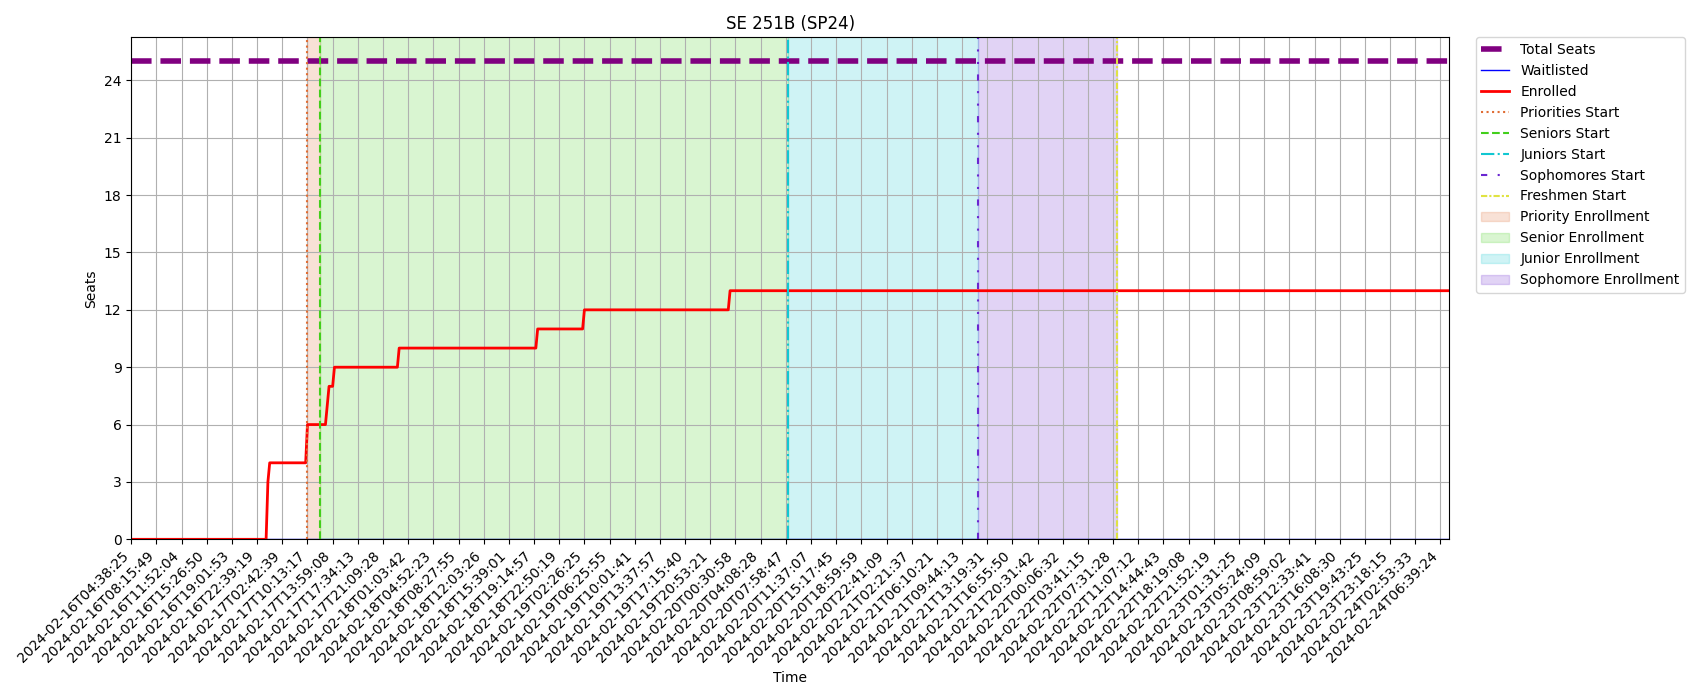 SE 251B (SP24)
Seats
24
21
18
15
12
9
6
3
0
2024-02-16T04:38:25
2024-02-16T08:15:49
2024-02-16T11:52:04
2024-02-16T15:26:50
2024-02-16T19:01:53
2024-02-16T22:39:19
2024-02-17T02:42:39
2024-02-17T10:13:17
2024-02-17T13:59:08
2024-02-17T17:34:13
2024-02-17T21:09:28
2024-02-18T01:03:42
2024-02-18T04:52:23
2024-02-18T08:27:55
2024-02-18T12:03:26
2024-02-18T15:39:01
2024-02-18T19:14:57
2024-02-18T22:50:19
2024-02-19T02:26:25
2024-02-19T06:25:55
2024-02-19T10:01:41
2024-02-19T13:37:57
2024-02-19T17:15:40
2024-02-19T20:53:21
2024-02-20T00:30:58
2024-02-20T04:08:28
2024-02-20T07:58:47
2024-02-20T11:37:07
2024-02-20T15:17:45
2024-02-20T18:59:59
2024-02-20T22:41:09
2024-02-21T02:21:37
2024-02-21T06:10:21
2024-02-21T09:44:13
2024-02-21T13:19:31
2024-02-21T16:55:50
2024-02-21T20:31:42
2024-02-22T00:06:32
2024-02-22T03:41:15
2024-02-22T07:31:28
2024-02-22T11:07:12
2024-02-22T14:44:43
2024-02-22T18:19:08
2024-02-22T21:52:19
2024-02-23T01:31:25
2024-02-23T05:24:09
2024-02-23T08:59:02
2024-02-23T12:33:41
2024-02-23T16:08:30
2024-02-23T19:43:25
2024-02-23T23:18:15
2024-02-24T02:53:33
2024-02-24T06:39:24
Time
Total Seats
Waitlisted
Enrolled
Priorities Start
Seniors Start
Juniors Start
Sophomores Start
Freshmen Start
Priority Enrollment
Senior Enrollment
Junior Enrollment
Sophomore Enrollment